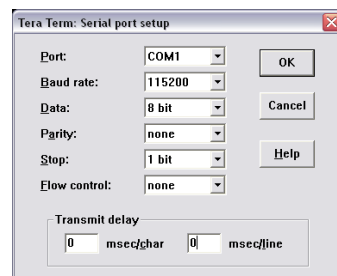 Tera Term: Serial port setup
Port: COM1 OK
Baud rate: 115200
Data: 8 bit Cancel
Parity: none
Stop: 1 bit Help
Flow control: none
Transmit delay
0 msec/char 0 msec/line